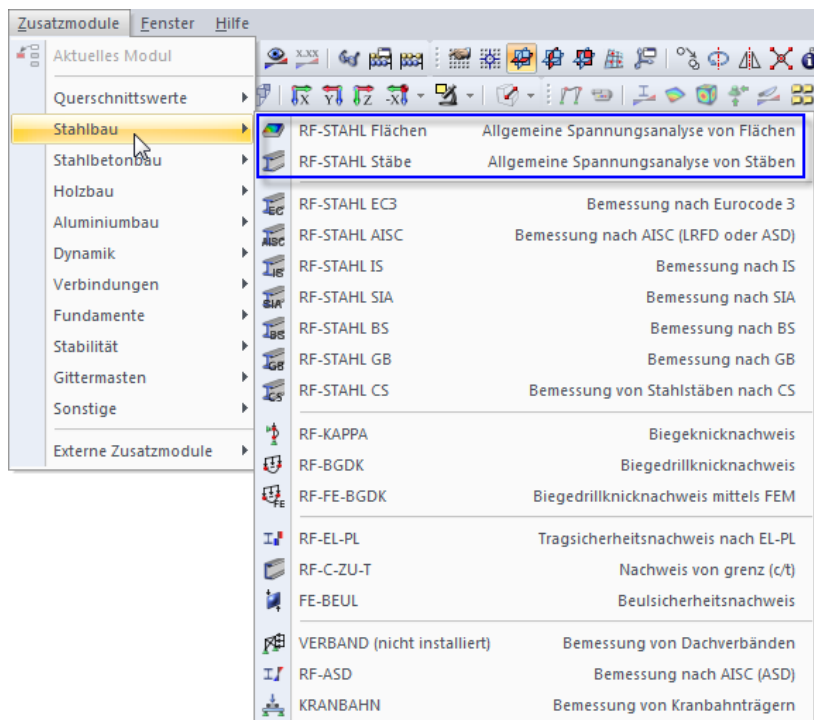 Zusatzmodule Fenster Hilfe
Aktuelles Modul
Querschnittswerte
Stahlbau
Stahlbetonbau
Holzbau
Aluminiumbau
Dynamik
Verbindungen
Fundamente
Stabilität
Gittermasten
Sonstige
Externe Zusatzmodule
RF-STAHL Flächen Allgemeine Spannungsanalyse von Flächen
RF-STAHL Stäbe Allgemeine Spannungsanalyse von Stäben
RF-STAHL EC3 Bemessung nach Eurocode 3
RF-STAHL AISC Bemessung nach AISC (LRFD oder ASD)
RF-STAHL IS Bemessung nach IS
RF-STAHL SIA Bemessung nach SIA
RF-STAHL BS Bemessung nach BS
RF-STAHL GB Bemessung nach GB
RF-STAHL CS Bemessung von Stahlstäben nach CS
RF-KAPPA Biegeknicknachweis
RF-BGDK Biegedrillknicknachweis
RF-FE-BGDK Biegedrillknicknachweis mittels FEM
RF-EL-PL Tragsicherheitsnachweis nach EL-PL
RF-C-ZU-T Nachweis von grenz (c/t)
FE-BEUL Beulsicherheitsnachweis
VERBAND (nicht installiert) Bemessung von Dachverbänden
RF-ASD Bemessung nach AISC (ASD)
KRANBAHN Bemessung von Kranbahnträgern